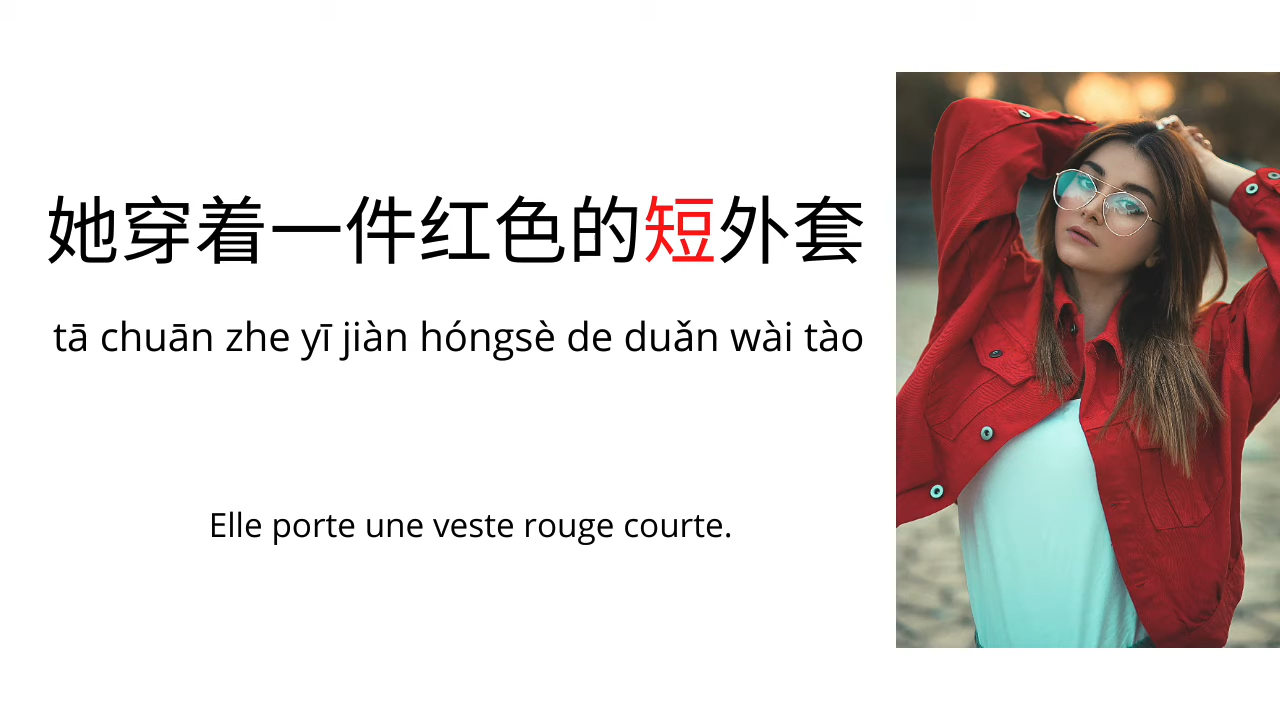 她穿着一件红色的短外套
tā chuān zhe yī jiàn hóngsè de duǎn wài tào
Elle porte une veste rouge courte.